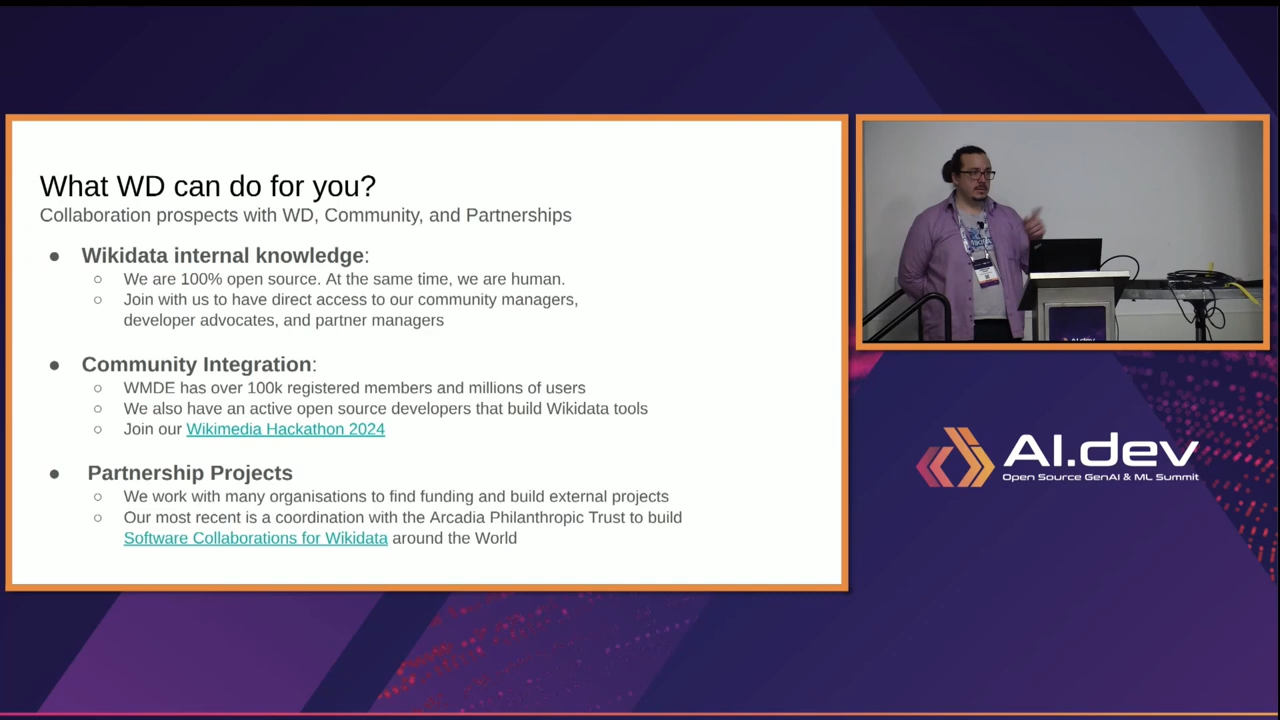 What WD can do for you?
Collaboration prospects with WD, Community, and Partnerships
● Wikidata internal knowledge:
○ We are 100% open source. At the same time, we are human.
○ Join with us to have direct access to our community managers,
developer advocates, and partner managers
● Community Integration:
○ WMDE has over 100k registered members and millions of users
○ We also have an active open source developers that build Wikidata tools
○ Join our Wikimedia Hackathon 2024
● Partnership Projects
○ We work with many organisations to find funding and build external projects
○ Our most recent is a coordination with the Arcadia Philanthropic Trust to build
Software Collaborations for Wikidata around the World
AI.dev
AI.dev
Open Source GenAI & ML Summit